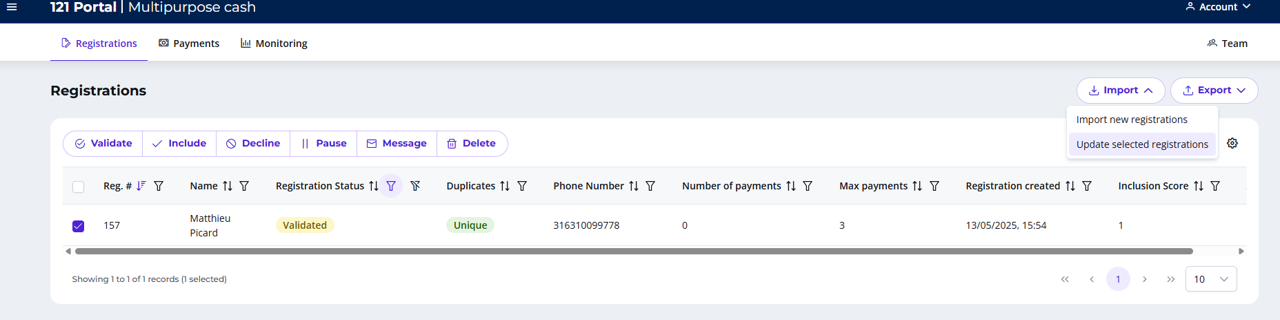 121 Portal | Multipurpose cash
Account
Registrations
Payments
Monitoring
Team
Registrations
Import
Export
Import new registrations
Update selected registrations
Validate
Include
Decline
Pause
Message
Delete
Reg. # Name Registration Status Duplicates Phone Number Number of payments Max payments Registration created Inclusion Score
157 Matthieu Picard Validated Unique 316310099778 0 3 13/05/2025, 15:54 1
Showing 1 to 1 of 1 records (1 selected)
1
10